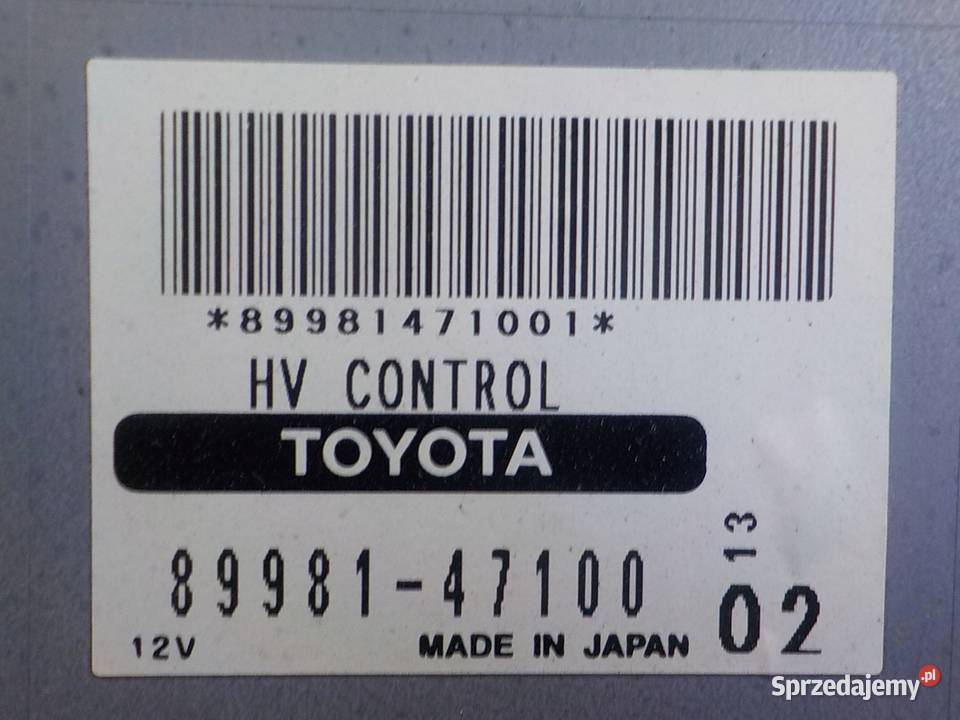 *89981471001*
HV CONTROL
TOYOTA
89981-47100
13
02
12V
MADE IN JAPAN
Sprzedajemy.pl